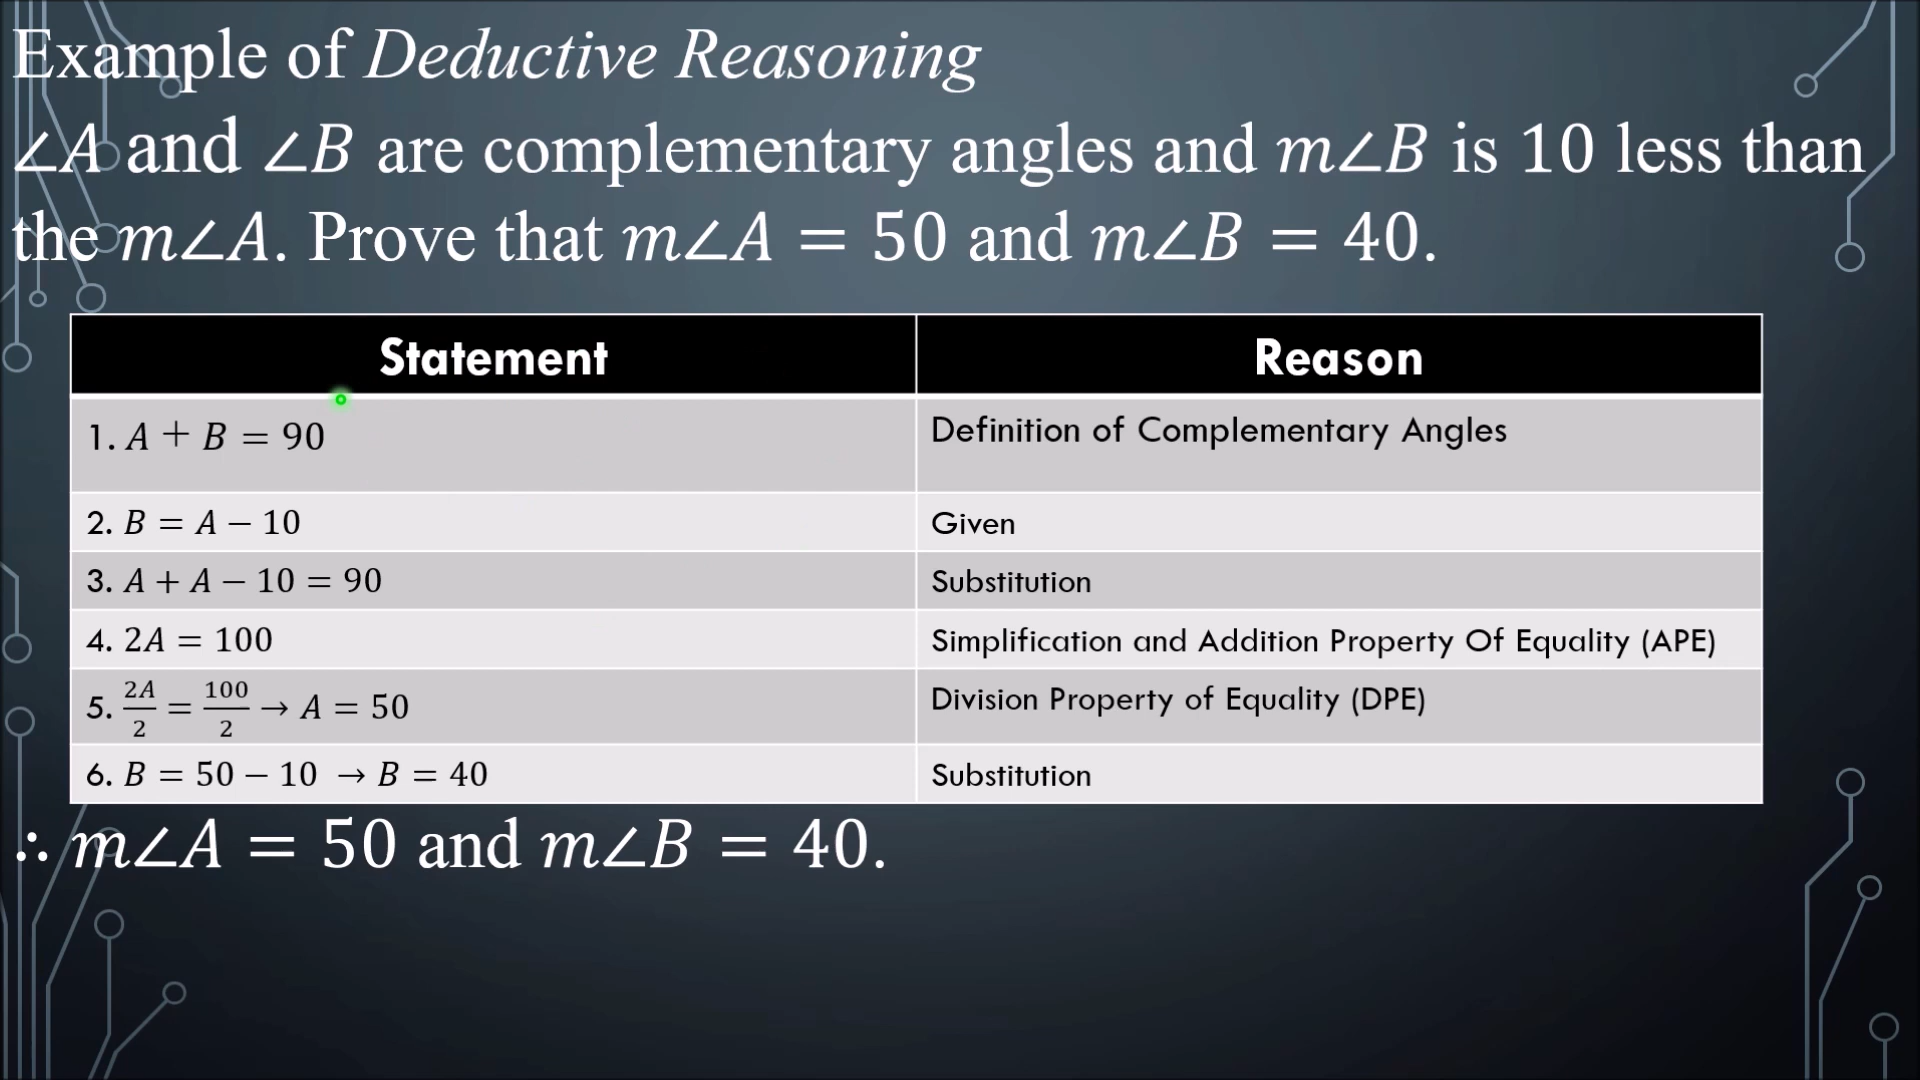 Example of Deductive Reasoning
∠A and ∠B are complementary angles and m∠B is 10 less than
the m∠A. Prove that m∠A = 50 and m∠B = 40.
Statement Reason
1. A + B = 90 Definition of Complementary Angles
2. B = A − 10 Given
3. A + A − 10 = 90 Substitution
4. 2A = 100 Simplification and Addition Property Of Equality (APE)
5. 2A/2 = 100/2 → A = 50 Division Property of Equality (DPE)
6. B = 50 − 10 → B = 40 Substitution
∴ m∠A = 50 and m∠B = 40.